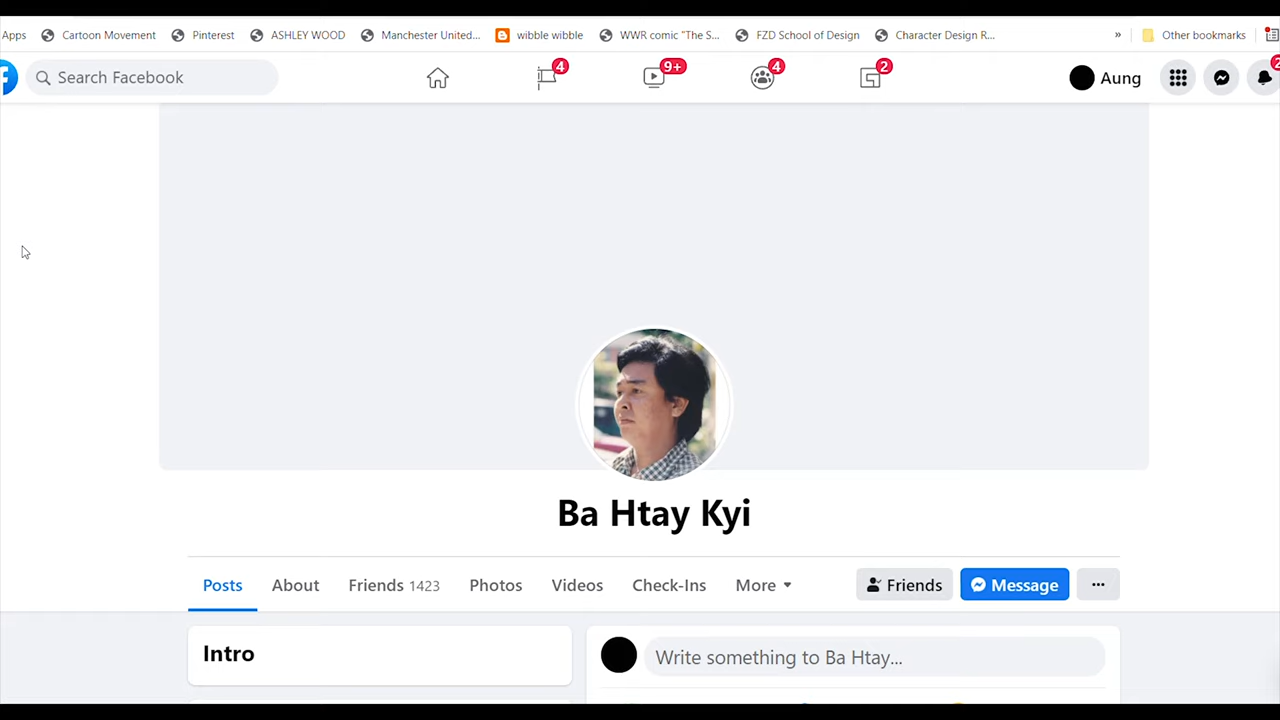 Apps Cartoon Movement Pinterest ASHLEY WOOD Manchester United... wibble wibble WWR comic "The S... FZD School of Design Character Design R... » Other bookmarks
f Search Facebook 4 9+ 4 2 Aung 2
Ba Htay Kyi
Posts About Friends 1423 Photos Videos Check-Ins More Friends Message ...
Intro
Write something to Ba Htay...